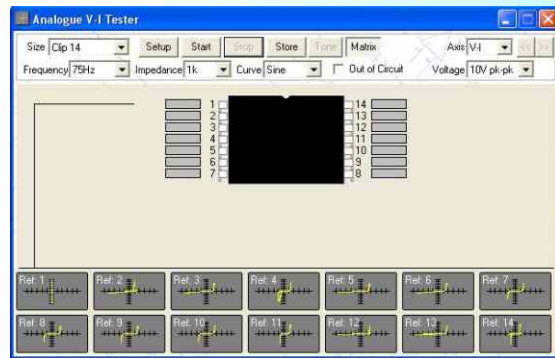 Analogue V-I Tester
Size Clip 14 Setup Start Stop Store Tone Matrix Axis V-I << >>
Frequency 75Hz Impedance 1k Curve Sine Out of Circuit Voltage 10V pk-pk
1 14
2 13
3 12
4 11
5 10
6 9
7 8
Ref: 1 Ref: 2 Ref: 3 Ref: 4 Ref: 5 Ref: 6 Ref: 7
Ref: 8 Ref: 9 Ref: 10 Ref: 11 Ref: 12 Ref: 13 Ref: 14